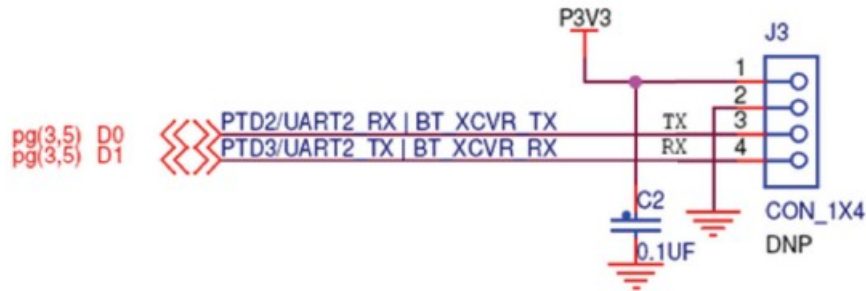 P3V3
J3
1
2
pg(3,5) D0 PTD2/UART2_RX | BT_XCVR_TX TX 3
pg(3,5) D1 PTD3/UART2_TX | BT_XCVR_RX RX 4
C2
CON_1X4
0.1UF
DNP